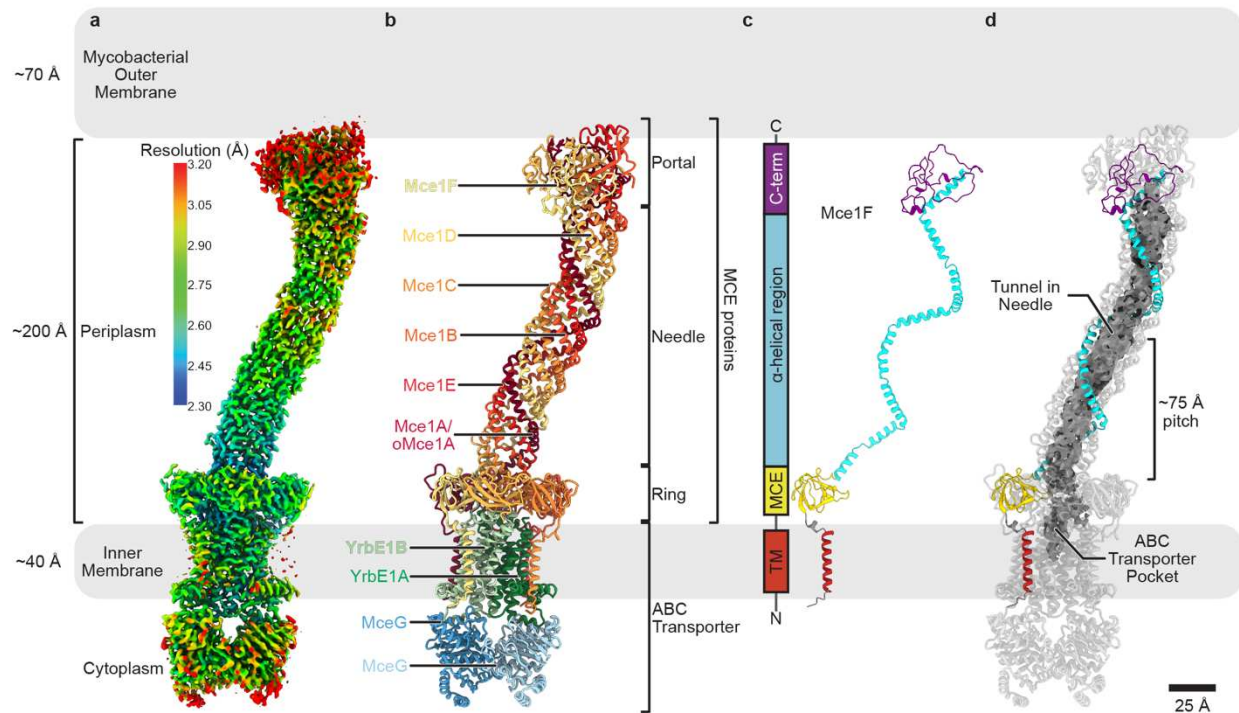 a
b
c
d
~70 Å
Mycobacterial
Outer
Membrane
~200 Å
Periplasm
Resolution (Å)
3.20
3.05
2.90
2.75
2.60
2.45
2.30
~40 Å
Inner
Membrane
Cytoplasm
Mce1F
Mce1D
Mce1C
Mce1B
Mce1E
Mce1A/
oMce1A
YrbE1B
YrbE1A
MceG
MceG
Portal
Needle
Ring
ABC
Transporter
MCE proteins
C
C-term
α-helical region
MCE
TM
N
Mce1F
Tunnel in
Needle
~75 Å
pitch
ABC
Transporter
Pocket
25 Å